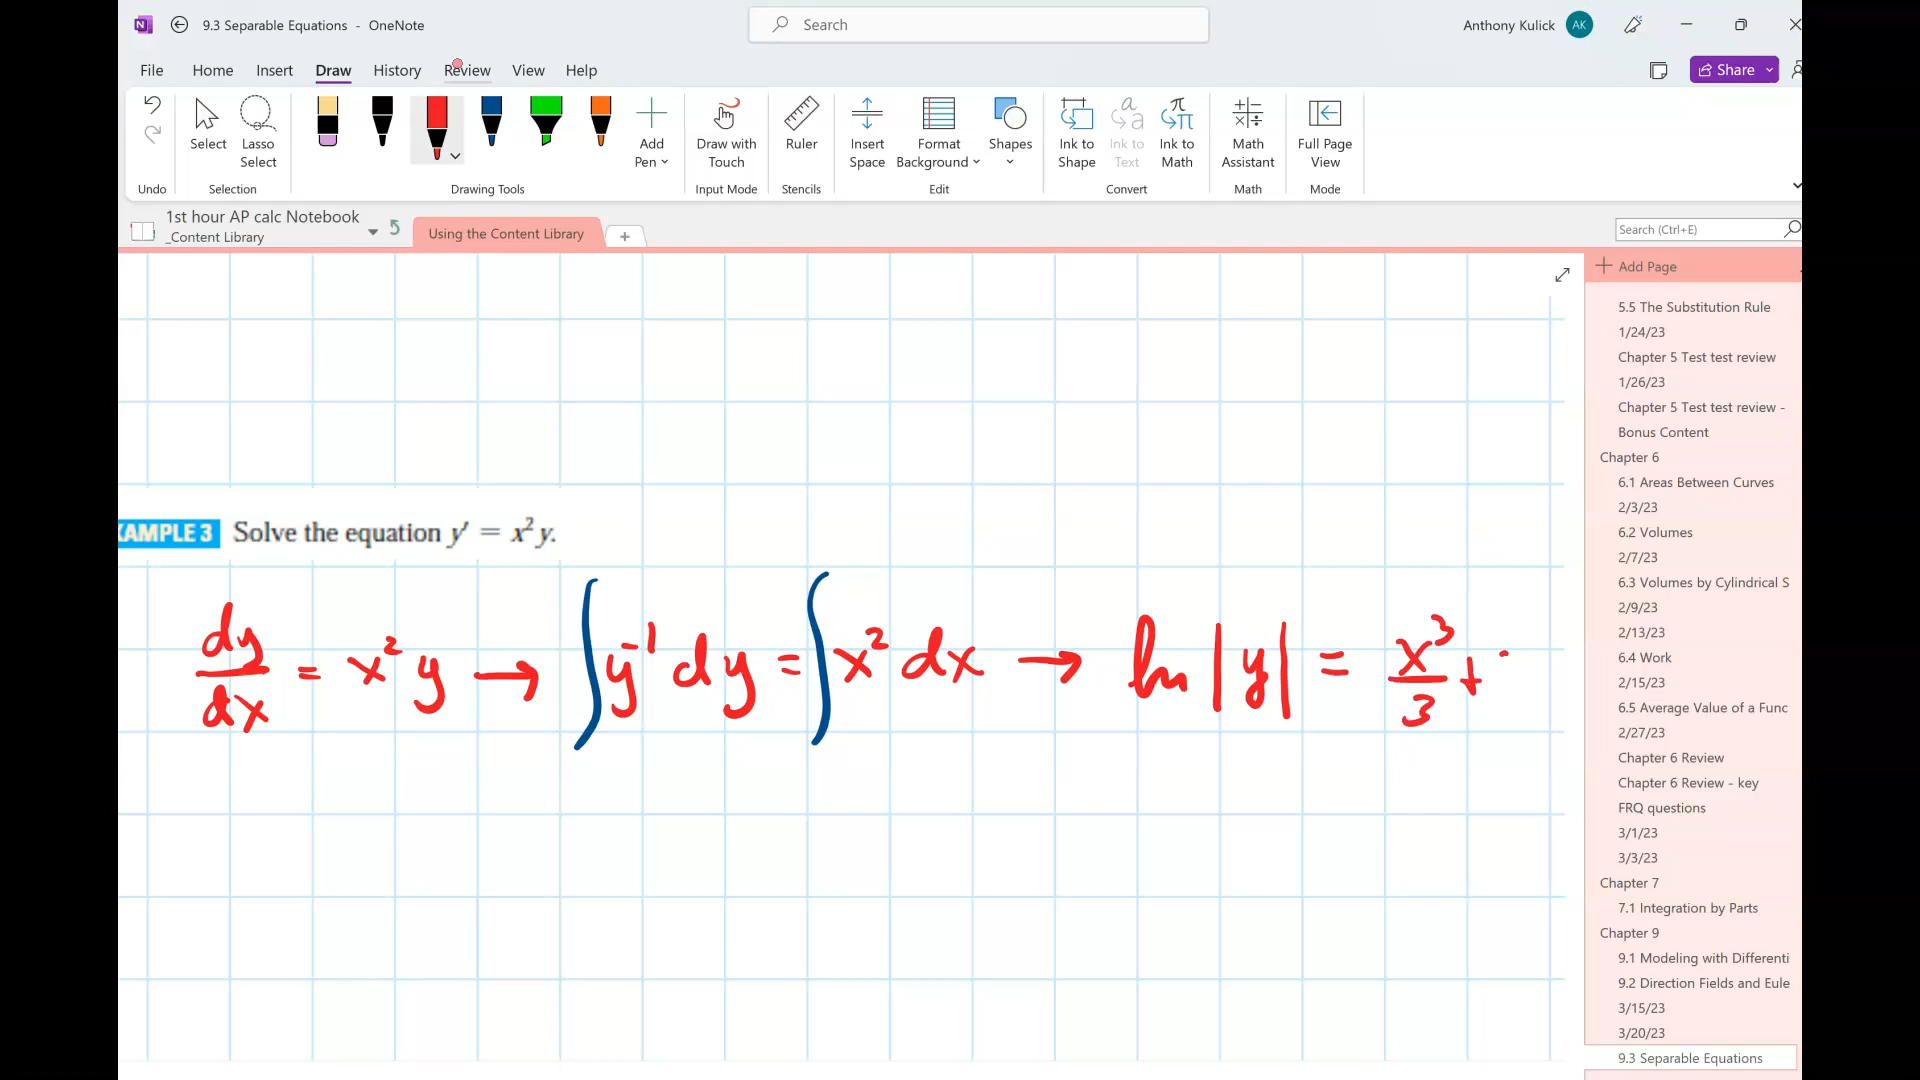 9.3 Separable Equations - OneNote
Search
Anthony Kulick AK
File Home Insert Draw History Review View Help
Share
Undo
Select
Lasso Select
Selection
Drawing Tools
Add Pen
Draw with Touch
Input Mode
Ruler
Stencils
Insert Space
Format Background
Shapes
Edit
Ink to Shape
Ink to Text
Ink to Math
Convert
Math Assistant
Math
Full Page View
Mode
1st hour AP calc Notebook
_Content Library
Using the Content Library
Search (Ctrl+E)
Add Page
5.5 The Substitution Rule
1/24/23
Chapter 5 Test test review
1/26/23
Chapter 5 Test test review -
Bonus Content
Chapter 6
6.1 Areas Between Curves
2/3/23
6.2 Volumes
2/7/23
6.3 Volumes by Cylindrical S
2/9/23
2/13/23
6.4 Work
2/15/23
6.5 Average Value of a Func
2/27/23
Chapter 6 Review
Chapter 6 Review - key
FRQ questions
3/1/23
3/3/23
Chapter 7
7.1 Integration by Parts
Chapter 9
9.1 Modeling with Differenti
9.2 Direction Fields and Eule
3/15/23
3/20/23
9.3 Separable Equations
XAMPLE 3 Solve the equation y′ = x² y.
dy/dx = x² y → ∫ y⁻¹ dy = ∫ x² dx → ln |y| = x³/3 +